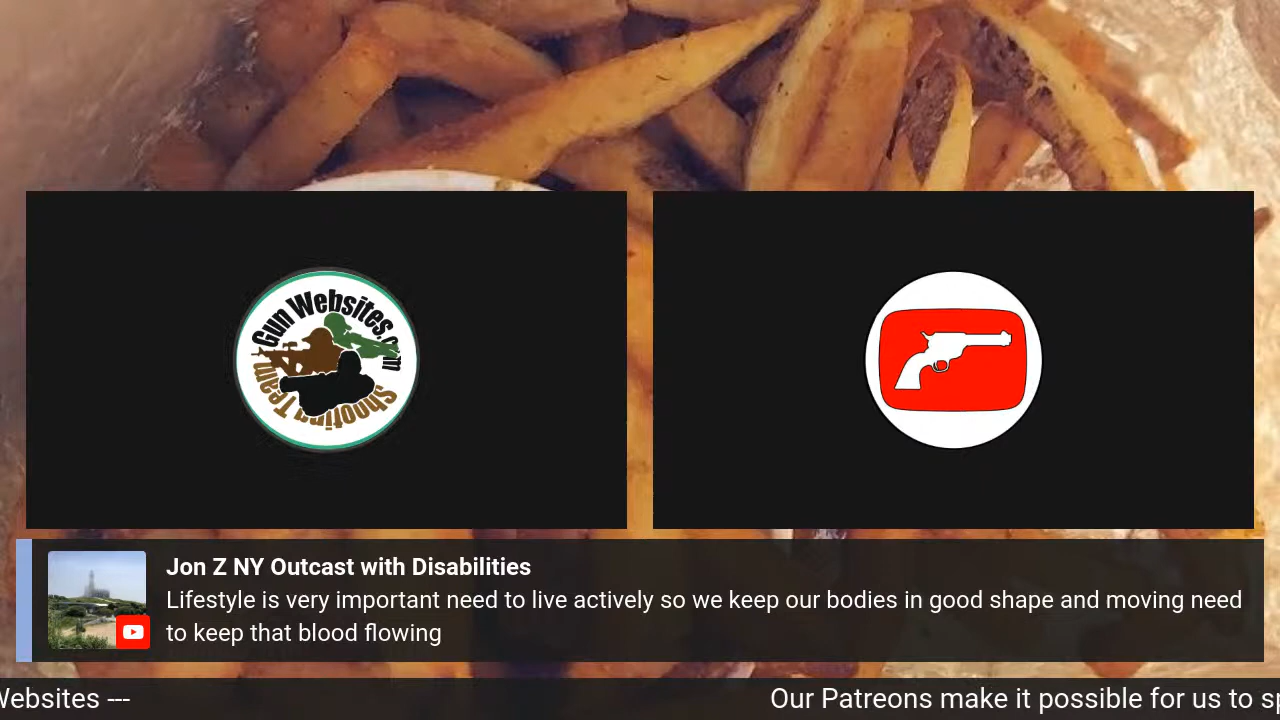 Gun Websites.com
Shooting Team
Jon Z NY Outcast with Disabilities
Lifestyle is very important need to live actively so we keep our bodies in good shape and moving need
to keep that blood flowing
Websites ---
Our Patreons make it possible for us to sp